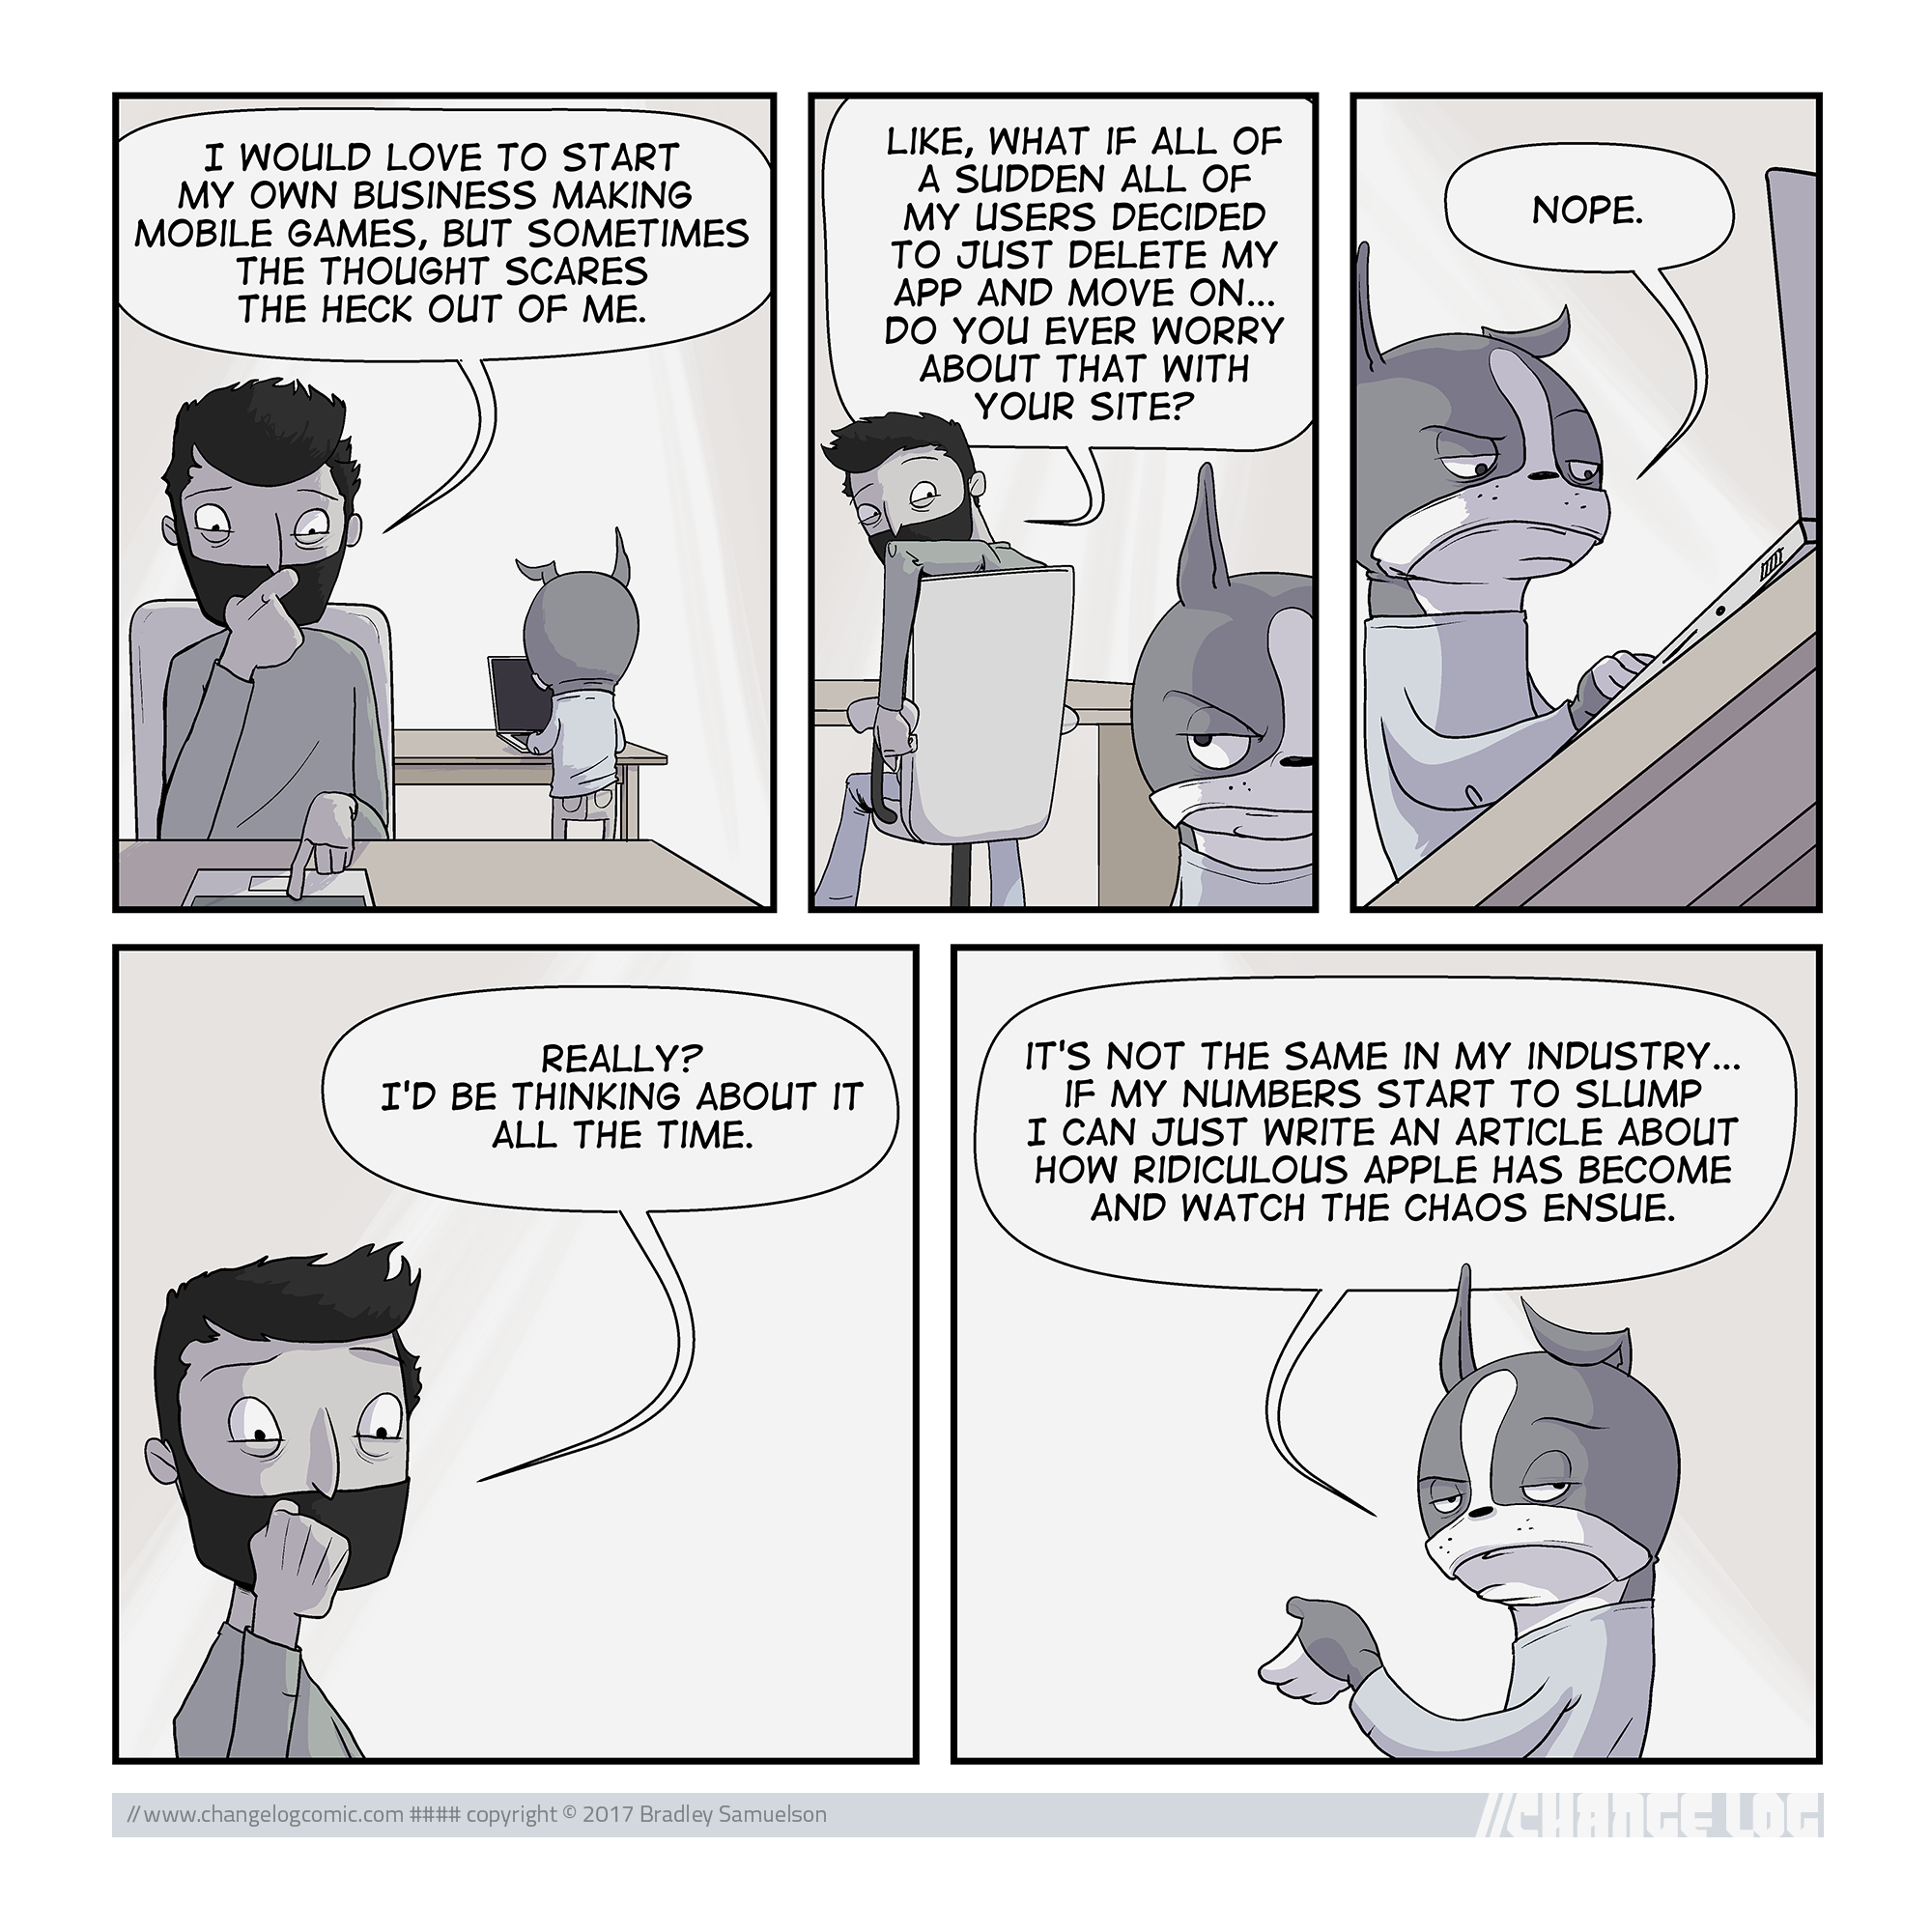 I WOULD LOVE TO START
MY OWN BUSINESS MAKING
MOBILE GAMES, BUT SOMETIMES
THE THOUGHT SCARES
THE HECK OUT OF ME.
LIKE, WHAT IF ALL OF
A SUDDEN ALL OF
MY USERS DECIDED
TO JUST DELETE MY
APP AND MOVE ON...
DO YOU EVER WORRY
ABOUT THAT WITH
YOUR SITE?
NOPE.
REALLY?
I'D BE THINKING ABOUT IT
ALL THE TIME.
IT'S NOT THE SAME IN MY INDUSTRY...
IF MY NUMBERS START TO SLUMP
I CAN JUST WRITE AN ARTICLE ABOUT
HOW RIDICULOUS APPLE HAS BECOME
AND WATCH THE CHAOS ENSUE.
// www.changelogcomic.com #### copyright © 2017 Bradley Samuelson
//CHANGE LOG